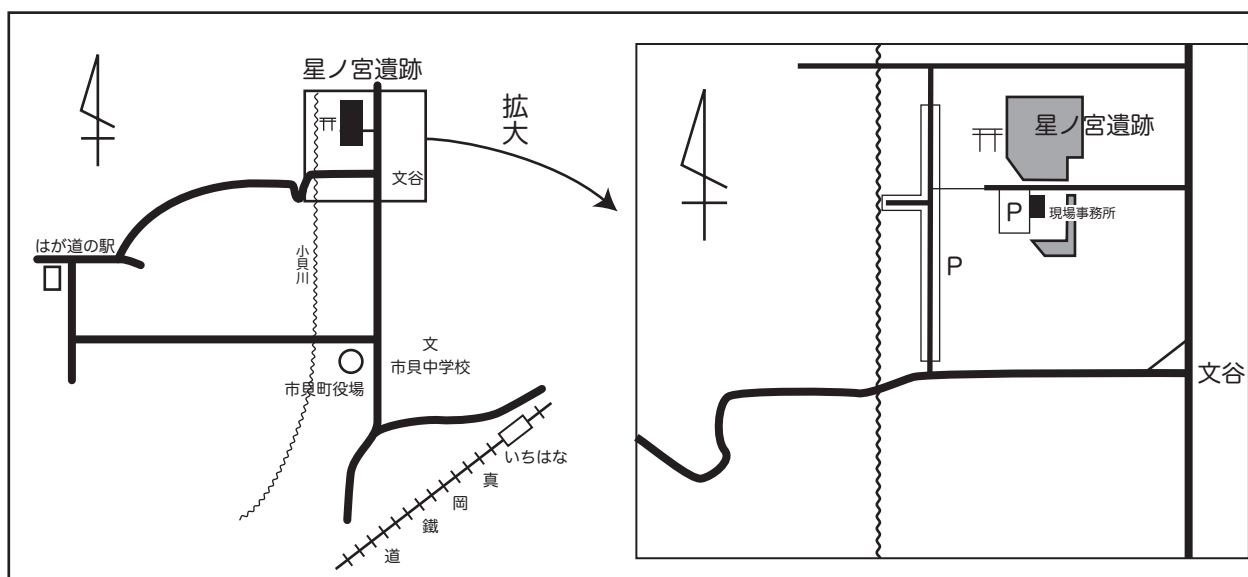 星ノ宮遺跡
文谷
はが道の駅
小貝川
文
市貝中学校
市貝町役場
いちはな
真岡鐵道
拡大
星ノ宮遺跡
P
現場事務所
P
文谷